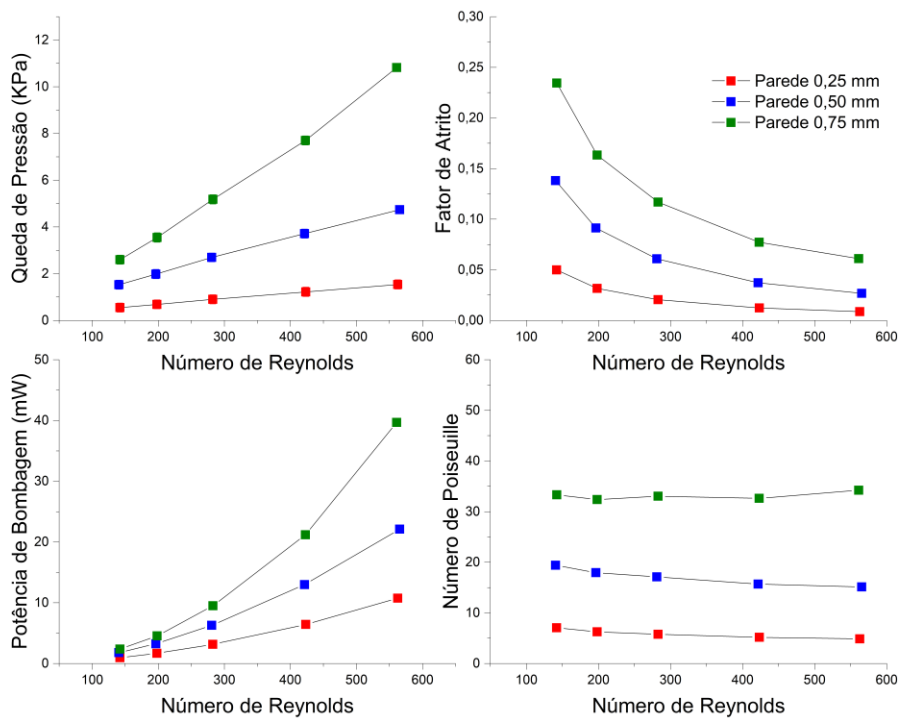 Queda de Pressão (KPa)
12
10
8
6
4
2
0
100 200 300 400 500 600
Número de Reynolds
Fator de Atrito
0,30
0,25
0,20
0,15
0,10
0,05
0,00
Parede 0,25 mm
Parede 0,50 mm
Parede 0,75 mm
100 200 300 400 500 600
Número de Reynolds
Potência de Bombagem (mW)
50
40
30
20
10
0
100 200 300 400 500 600
Número de Reynolds
Número de Poiseuille
60
50
40
30
20
10
0
100 200 300 400 500 600
Número de Reynolds